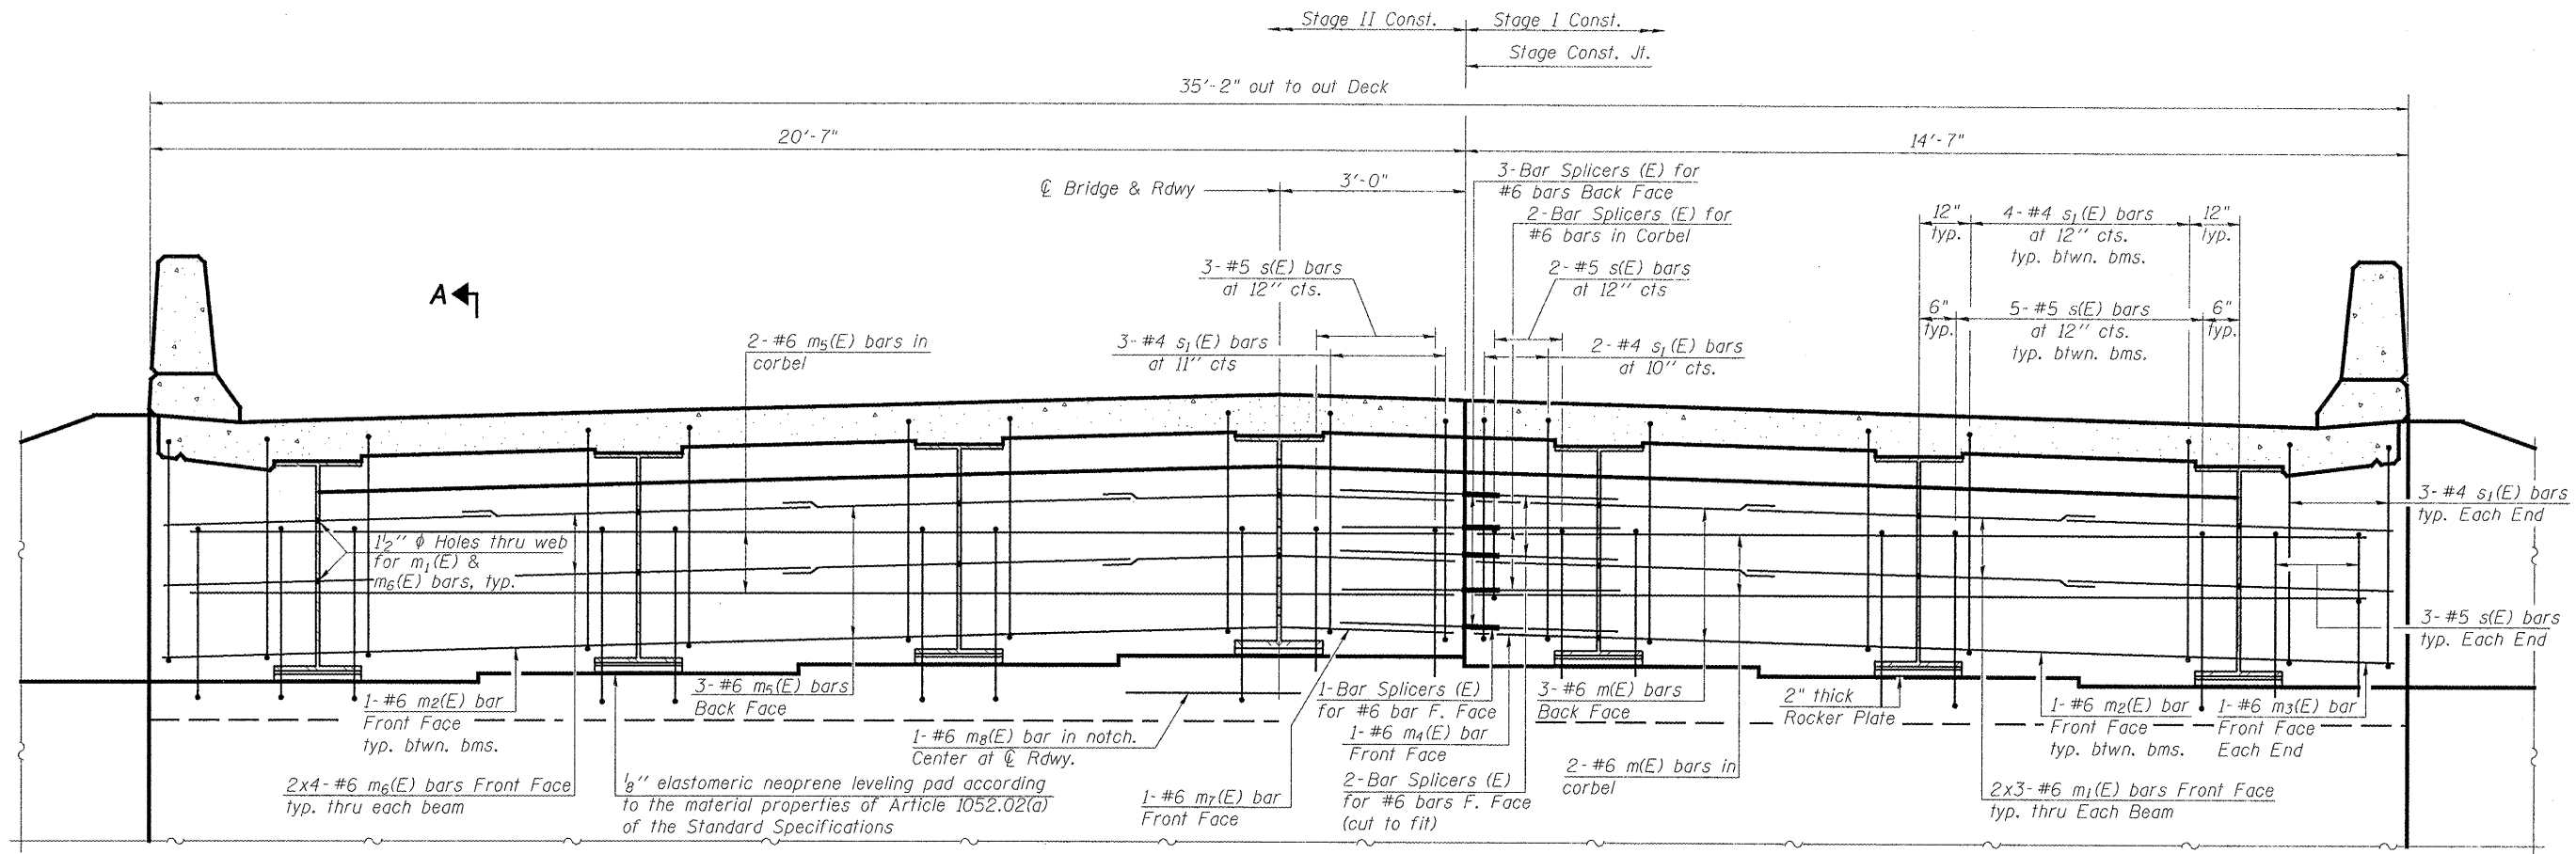 Stage II Const.
Stage I Const.
Stage Const. Jt.
35'-2" out to out Deck
20'-7"
14'-7"
℄ Bridge & Rdwy
3'-0"
3-Bar Splicers (E) for
#6 bars Back Face
2-Bar Splicers (E) for
#6 bars in Corbel
12"
typ.
4- #4 s₁(E) bars
at 12" cts.
typ. btwn. bms.
12"
typ.
3- #5 s(E) bars
at 12" cts.
2- #5 s(E) bars
at 12" cts
A
6"
typ.
5- #5 s(E) bars
at 12" cts.
typ. btwn. bms.
6"
typ.
2- #6 m₅(E) bars in
corbel
3- #4 s₁(E) bars
at 11" cts
2- #4 s₁(E) bars
at 10" cts.
3- #4 s₁(E) bars
typ. Each End
1½" ϕ Holes thru web
for m₁(E) &
m₆(E) bars, typ.
3- #5 s(E) bars
typ. Each End
1- #6 m₂(E) bar
Front Face
typ. btwn. bms.
3- #6 m₅(E) bars
Back Face
1-Bar Splicers (E)
for #6 bar F. Face
3- #6 m(E) bars
Back Face
2" thick
Rocker Plate
1- #6 m₂(E) bar
Front Face
typ. btwn. bms.
1- #6 m₃(E) bar
Front Face
Each End
1- #6 m₈(E) bar in notch.
Center at ℄ Rdwy.
1- #6 m₄(E) bar
Front Face
2x4- #6 m₆(E) bars Front Face
typ. thru each beam
⅛" elastomeric neoprene leveling pad according
to the material properties of Article 1052.02(a)
of the Standard Specifications
1- #6 m₇(E) bar
Front Face
2-Bar Splicers (E)
for #6 bars F. Face
(cut to fit)
2- #6 m(E) bars in
corbel
2x3- #6 m₁(E) bars Front Face
typ. thru Each Beam